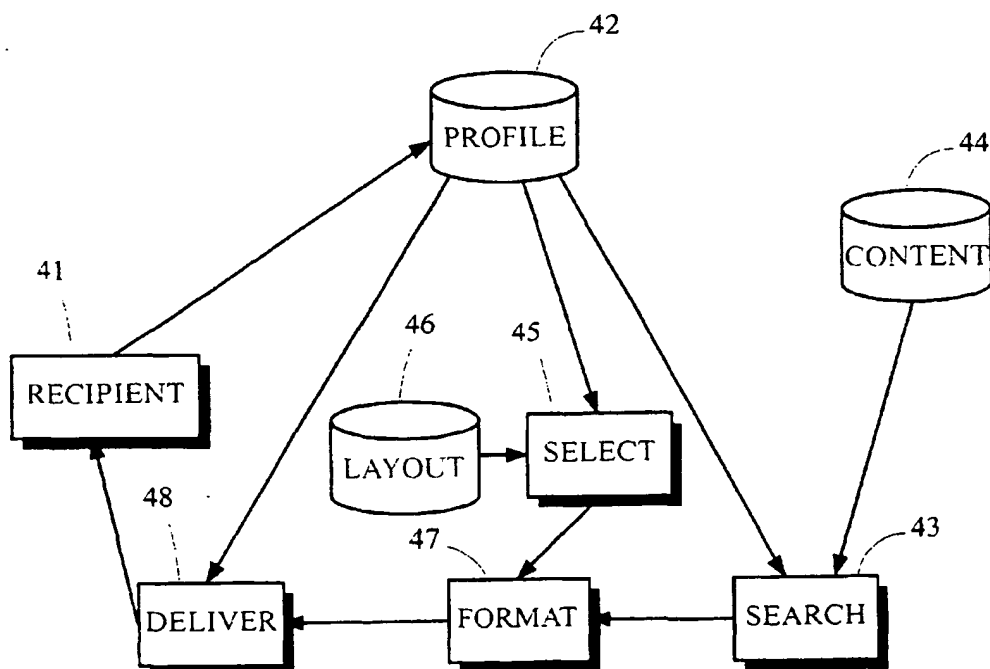 42
PROFILE
44
CONTENT
41
RECIPIENT
46
LAYOUT
45
SELECT
48
DELIVER
47
FORMAT
43
SEARCH